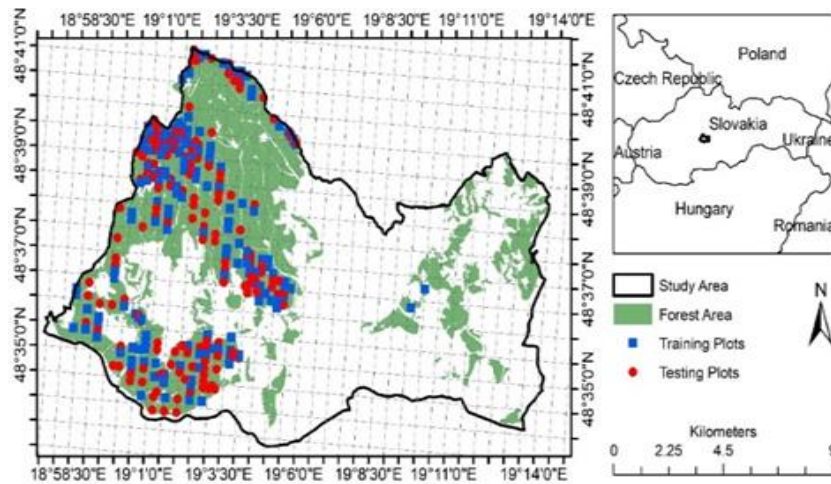 18°58'30"E 19°1'0"E 19°3'30"E 19°6'0"E 19°8'30"E 19°11'0"E 19°14'0"E
48°41'0"N
48°39'0"N
48°37'0"N
48°35'0"N
48°41'0"N
48°39'0"N
48°37'0"N
48°35'0"N
18°58'30"E 19°1'0"E 19°3'30"E 19°6'0"E 19°8'30"E 19°11'0"E 19°14'0"E
Poland
Czech Republic
Slovakia
Ukraine
Austria
Hungary
Romania
Study Area
Forest Area
Training Plots
Testing Plots
N
Kilometers
0 2.25 4.5 9